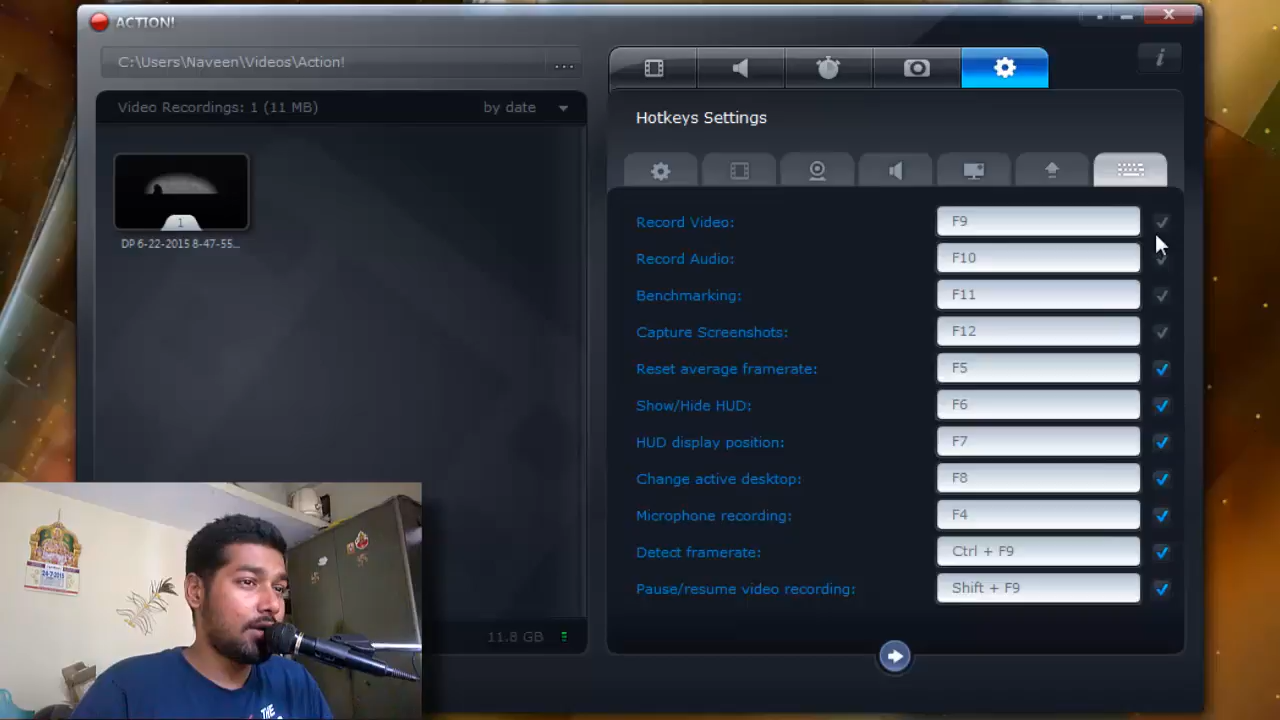 ACTION!
C:\Users\Naveen\Videos\Action!
...
Video Recordings: 1 (11 MB)
by date
1
DP 6-22-2015 8-47-55...
11.8 GB
i
Hotkeys Settings
Record Video:
F9
Record Audio:
F10
Benchmarking:
F11
Capture Screenshots:
F12
Reset average framerate:
F5
Show/Hide HUD:
F6
HUD display position:
F7
Change active desktop:
F8
Microphone recording:
F4
Detect framerate:
Ctrl + F9
Pause/resume video recording:
Shift + F9
THE